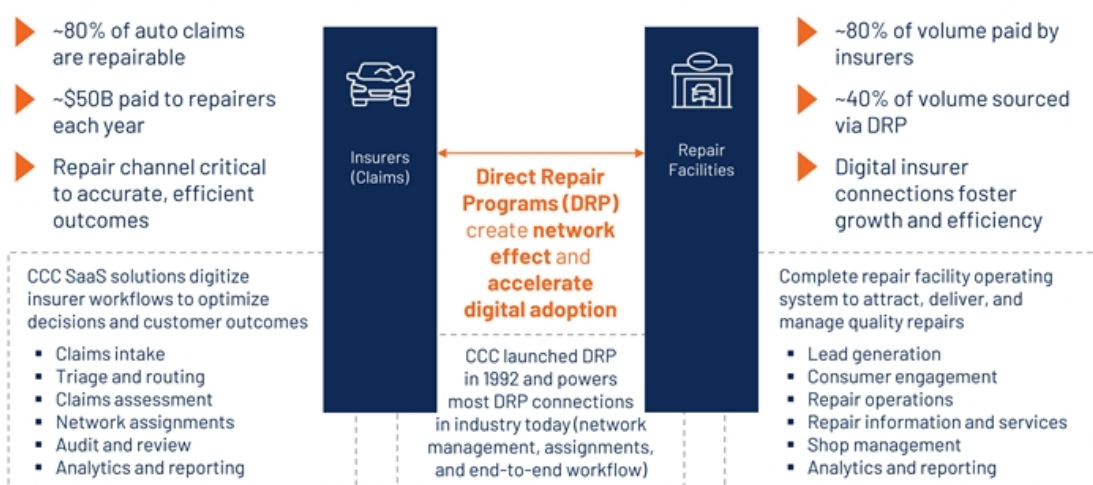 ~80% of auto claims
are repairable
~$50B paid to repairers
each year
Repair channel critical
to accurate, efficient
outcomes
CCC SaaS solutions digitize
insurer workflows to optimize
decisions and customer outcomes
▪ Claims intake
▪ Triage and routing
▪ Claims assessment
▪ Network assignments
▪ Audit and review
▪ Analytics and reporting
Insurers
(Claims)
Direct Repair
Programs (DRP)
create network
effect and
accelerate
digital adoption
CCC launched DRP
in 1992 and powers
most DRP connections
in industry today (network
management, assignments,
and end-to-end workflow)
Repair
Facilities
~80% of volume paid by
insurers
~40% of volume sourced
via DRP
Digital insurer
connections foster
growth and efficiency
Complete repair facility operating
system to attract, deliver, and
manage quality repairs
▪ Lead generation
▪ Consumer engagement
▪ Repair operations
▪ Repair information and services
▪ Shop management
▪ Analytics and reporting